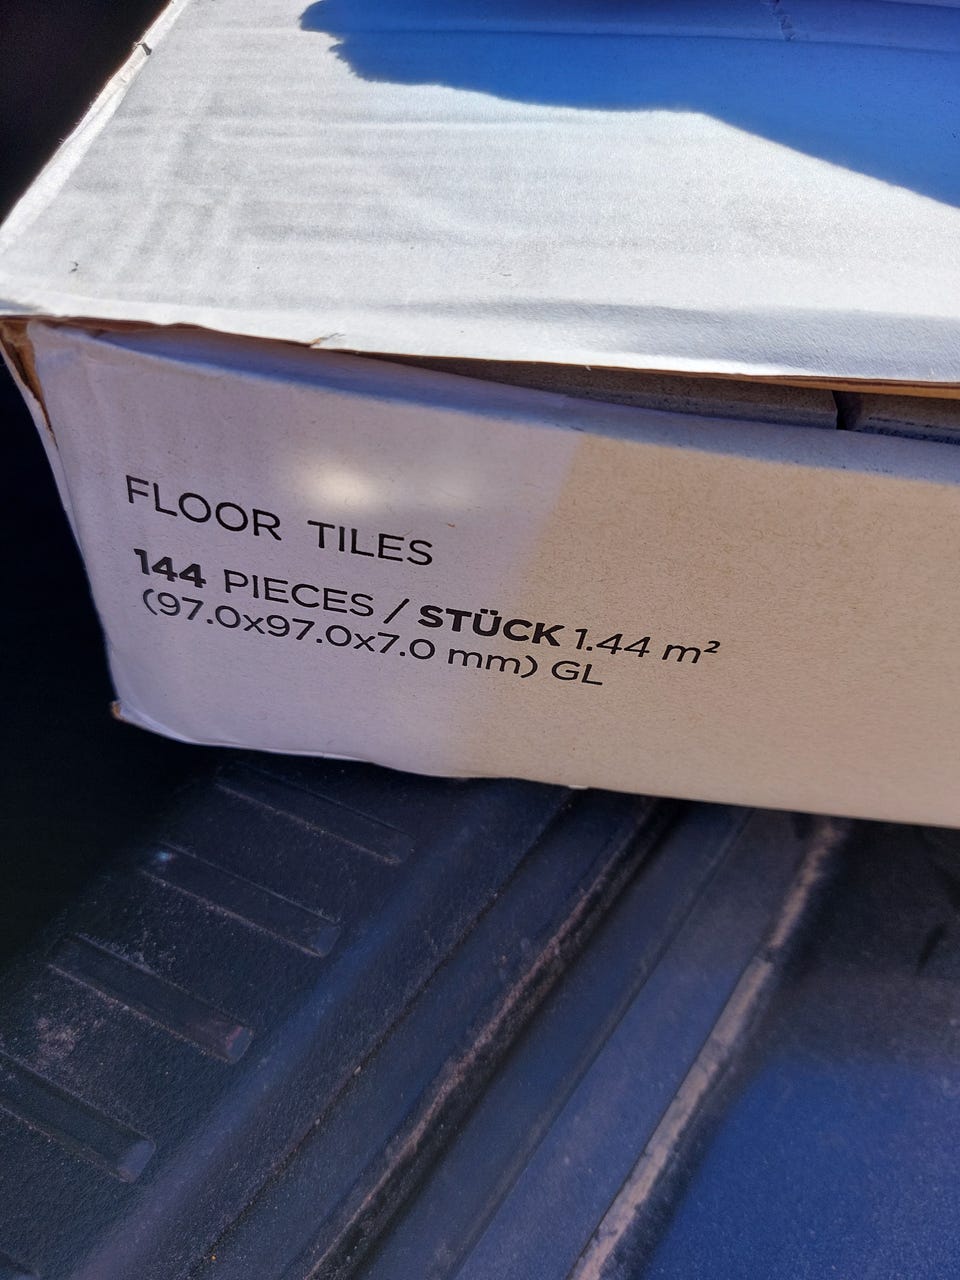 FLOOR TILES
144 PIECES / STÜCK 1.44 m²
(97.0x97.0x7.0 mm) GL